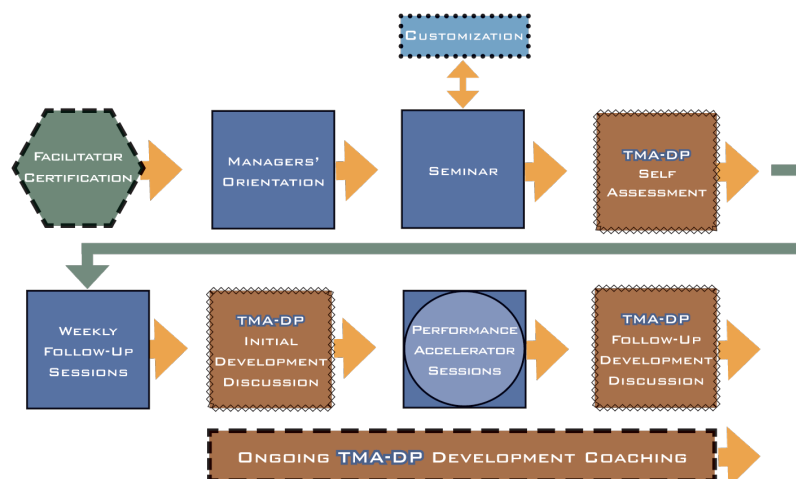 Customization
Facilitator
Certification
Managers'
Orientation
Seminar
TMA-DP
Self
Assessment
Weekly
Follow-Up
Sessions
TMA-DP
Initial
Development
Discussion
Performance
Accelerator
Sessions
TMA-DP
Follow-Up
Development
Discussion
Ongoing TMA-DP Development Coaching